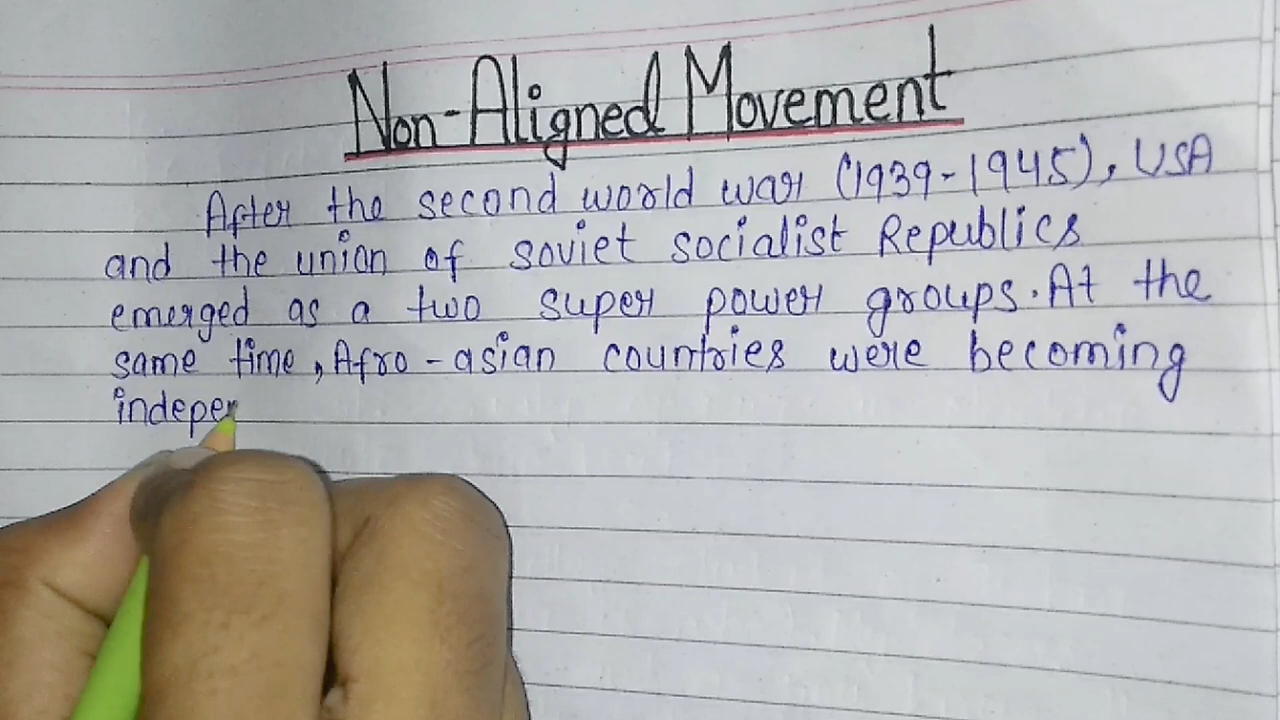 Non-Aligned Movement
After the second world war (1939-1945), USA
and the union of soviet socialist Republics
emerged as a two super power groups. At the
same time, Afro-asian countries were becoming
indepen